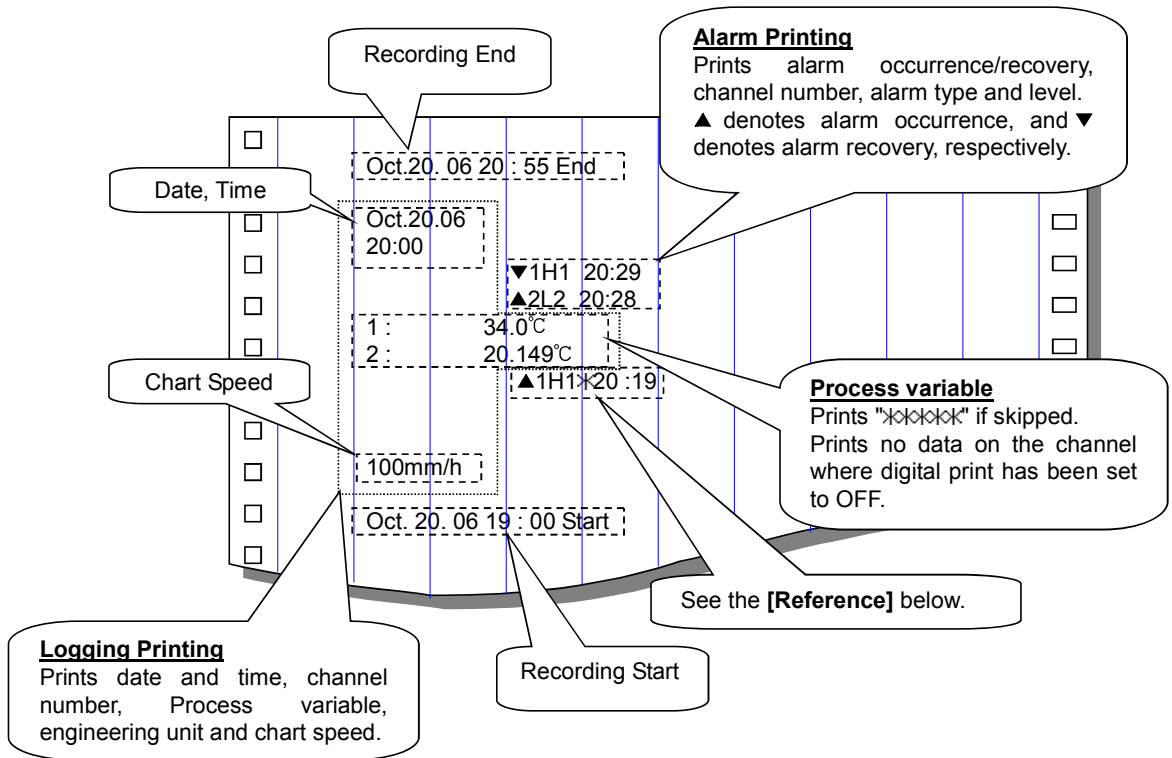 Recording End
Alarm Printing
Prints alarm occurrence/recovery,
channel number, alarm type and level.
▲ denotes alarm occurrence, and ▼
denotes alarm recovery, respectively.
Oct.20. 06 20 : 55 End
Date, Time
Oct.20.06
20:00
▼1H1 20:29
▲2L2 20:28
1 : 34.0℃
2 : 20.149℃
Chart Speed
▲1H1※20 :19
Process variable
Prints "※※※※※" if skipped.
Prints no data on the channel
where digital print has been set
to OFF.
100mm/h
Oct. 20. 06 19 : 00 Start
See the [Reference] below.
Logging Printing
Prints date and time, channel
number, Process variable,
engineering unit and chart speed.
Recording Start